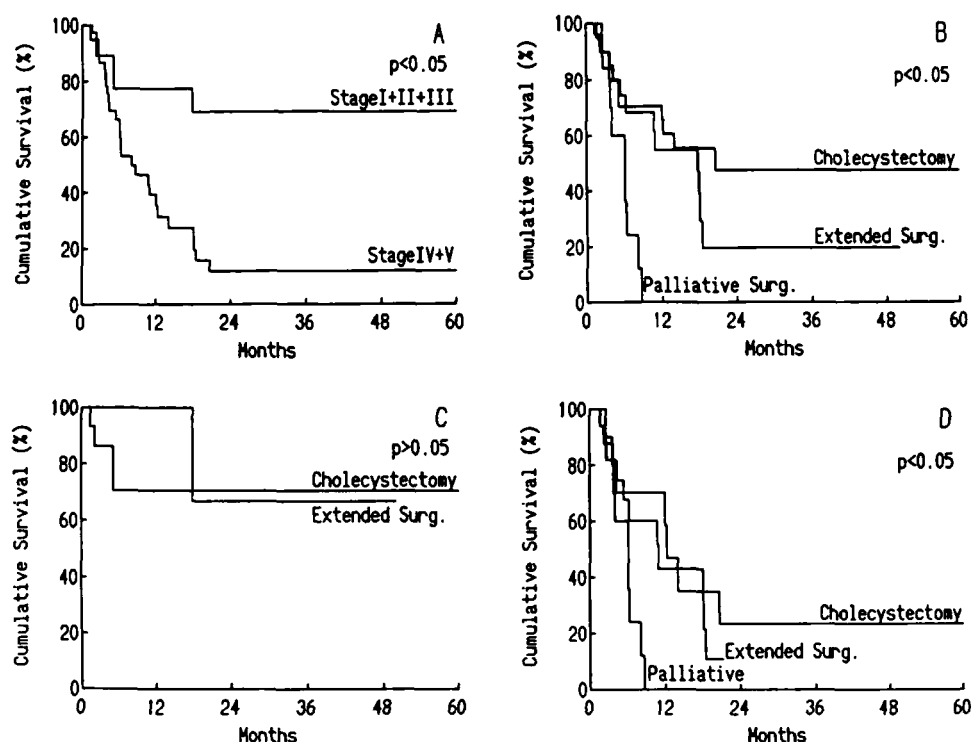 A
p<0.05
Cumulative Survival (%)
100
80
60
40
20
0
StageI+II+III
StageIV+V
0 12 24 36 48 60
Months
B
p<0.05
Cumulative Survival (%)
100
80
60
40
20
0
Cholecystectomy
Extended Surg.
Palliative Surg.
0 12 24 36 48 60
Months
C
p>0.05
Cumulative Survival (%)
100
80
60
40
20
0
Cholecystectomy
Extended Surg.
0 12 24 36 48 60
Months
D
p<0.05
Cumulative Survival (%)
100
80
60
40
20
0
Cholecystectomy
Extended Surg.
Palliative
0 12 24 36 48 60
Months